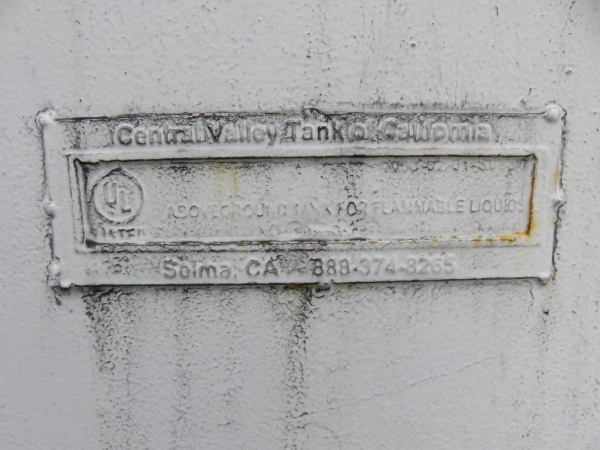 Central Valley Tank of California
UL
ABOVEGROUND TANK FOR FLAMMABLE LIQUIDS
LISTED
Selma, CA 888-374-8265